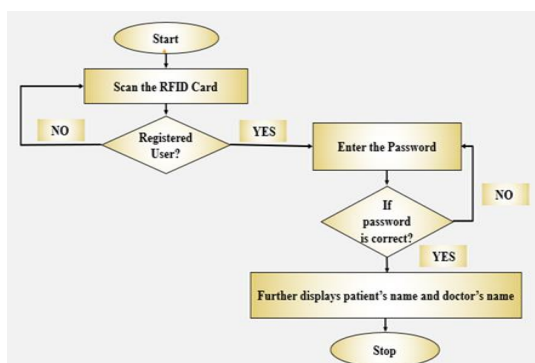 Start
Scan the RFID Card
NO
Registered
User?
YES
Enter the Password
If
password
is correct?
NO
YES
Further displays patient's name and doctor's name
Stop